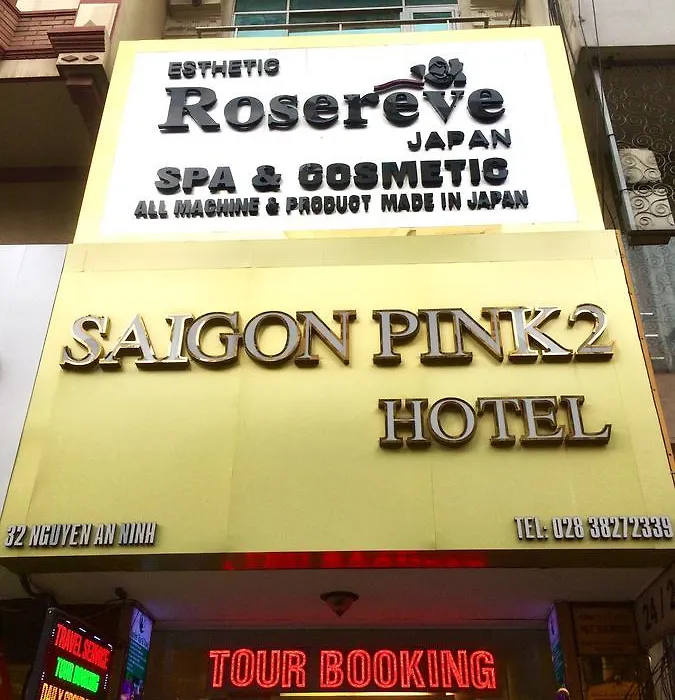 ESTHETIC
Rosereve
JAPAN
SPA & COSMETIC
ALL MACHINE & PRODUCT MADE IN JAPAN
SAIGON PINK2
HOTEL
32 NGUYEN AN NINH
TEL: 028 38272339
TRAVEL SERVICE
TOUR BOOKING
TOUR BOOKING